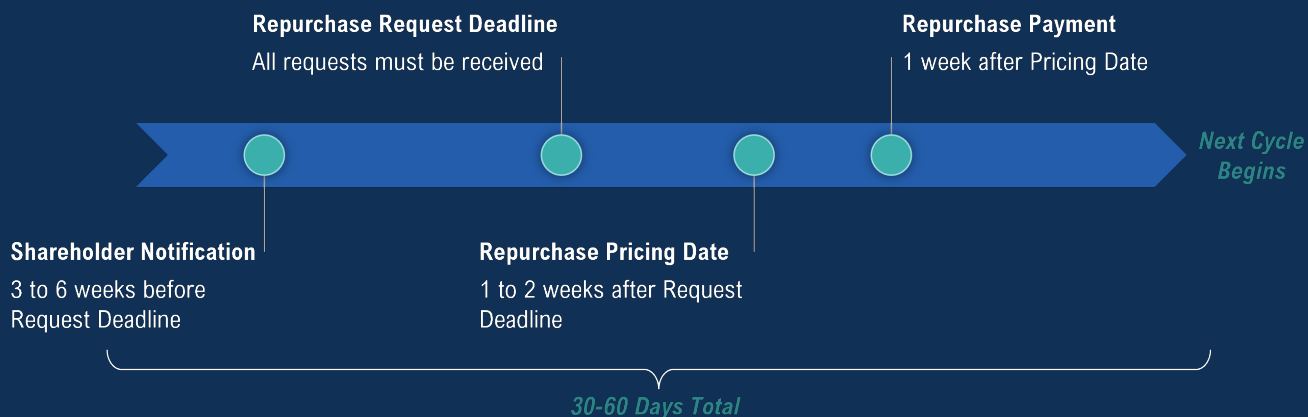 Repurchase Request Deadline
All requests must be received
Repurchase Payment
1 week after Pricing Date
Next Cycle
Begins
Shareholder Notification
3 to 6 weeks before
Request Deadline
Repurchase Pricing Date
1 to 2 weeks after Request
Deadline
30-60 Days Total